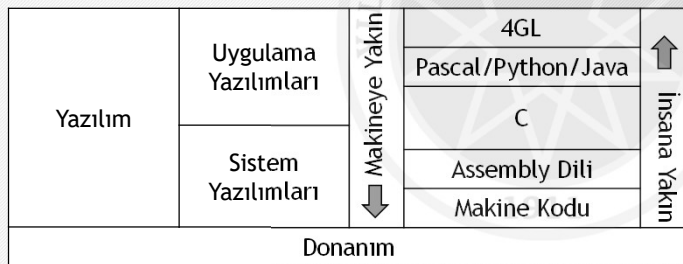 Yazılım
Uygulama
Yazılımları
Sistem
Yazılımları
Makineye Yakın
4GL
Pascal/Python/Java
C
Assembly Dili
Makine Kodu
İnsana Yakın
Donanım